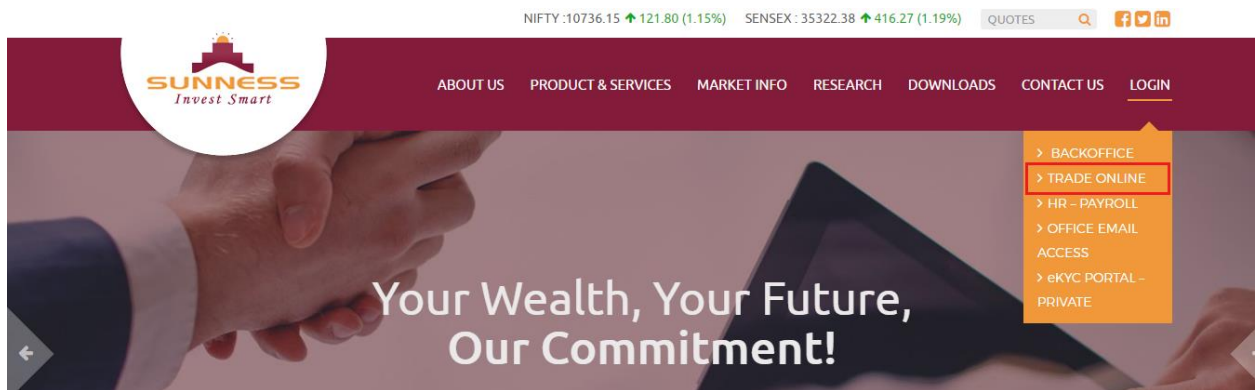 NIFTY :10736.15 121.80 (1.15%) SENSEX : 35322.38 416.27 (1.19%) QUOTES
SUNNESS
Invest Smart
ABOUT US PRODUCT & SERVICES MARKET INFO RESEARCH DOWNLOADS CONTACT US LOGIN
> BACKOFFICE
> TRADE ONLINE
> HR – PAYROLL
> OFFICE EMAIL
ACCESS
> eKYC PORTAL –
PRIVATE
Your Wealth, Your Future,
Our Commitment!